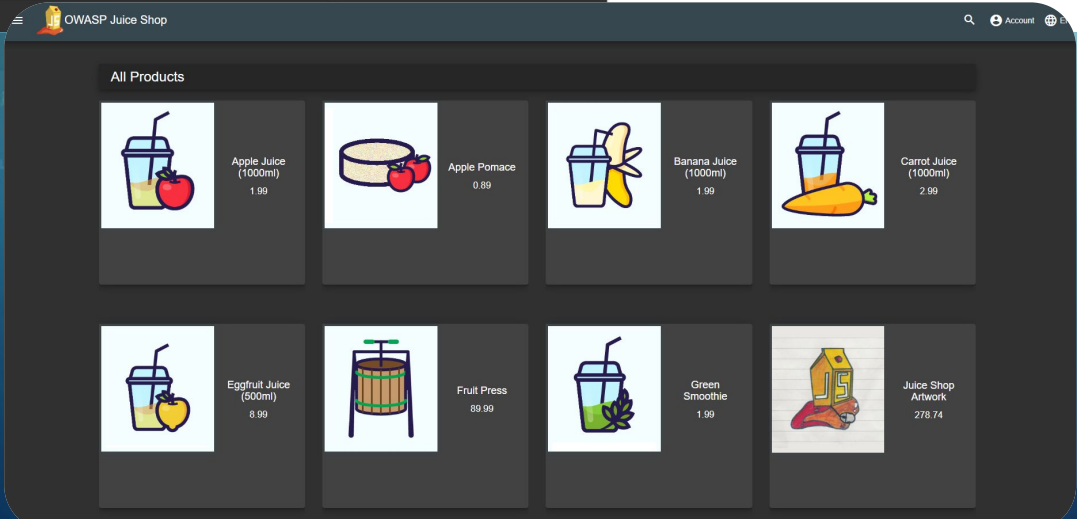 OWASP Juice Shop
Account
All Products
Apple Juice
(1000ml)
1.99
Apple Pomace
0.89
Banana Juice
(1000ml)
1.99
Carrot Juice
(1000ml)
2.99
Eggfruit Juice
(500ml)
8.99
Fruit Press
89.99
Green
Smoothie
1.99
JS
Juice Shop
Artwork
278.74